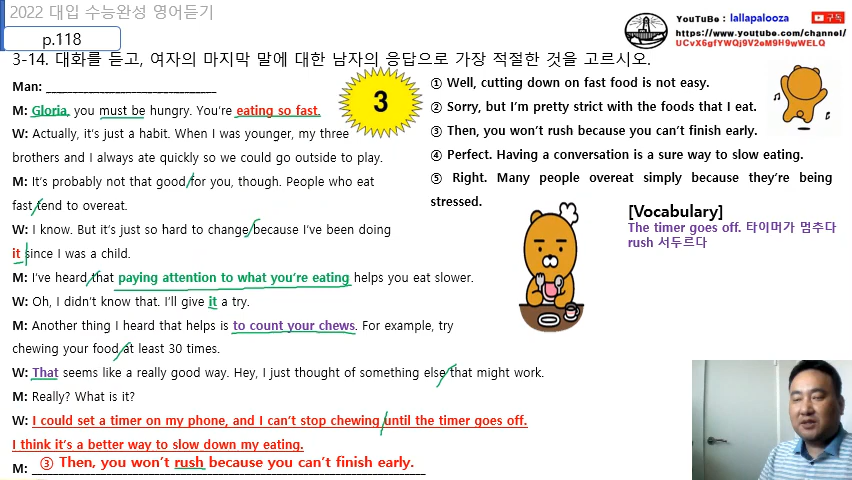 2022 대입 수능완성 영어듣기
p.118
YouTuBe : lallapalooza
구독
https://www.youtube.com/channel/
UCvX6gfYWQj9V2eM9H9wWELQ
3-14. 대화를 듣고, 여자의 마지막 말에 대한 남자의 응답으로 가장 적절한 것을 고르시오.
Man: ______________________________
M: Gloria, you must be hungry. You're eating so fast.
W: Actually, it's just a habit. When I was younger, my three
brothers and I always ate quickly so we could go outside to play.
M: It's probably not that good for you, though. People who eat
fast tend to overeat.
W: I know. But it's just so hard to change because I've been doing
it since I was a child.
M: I've heard that paying attention to what you're eating helps you eat slower.
W: Oh, I didn't know that. I'll give it a try.
M: Another thing I heard that helps is to count your chews. For example, try
chewing your food at least 30 times.
W: That seems like a really good way. Hey, I just thought of something else that might work.
M: Really? What is it?
W: I could set a timer on my phone, and I can't stop chewing until the timer goes off.
I think it's a better way to slow down my eating.
M: ③ Then, you won't rush because you can't finish early.
3
① Well, cutting down on fast food is not easy.
② Sorry, but I'm pretty strict with the foods that I eat.
③ Then, you won't rush because you can't finish early.
④ Perfect. Having a conversation is a sure way to slow eating.
⑤ Right. Many people overeat simply because they're being
stressed.
[Vocabulary]
The timer goes off. 타이머가 멈추다
rush 서두르다